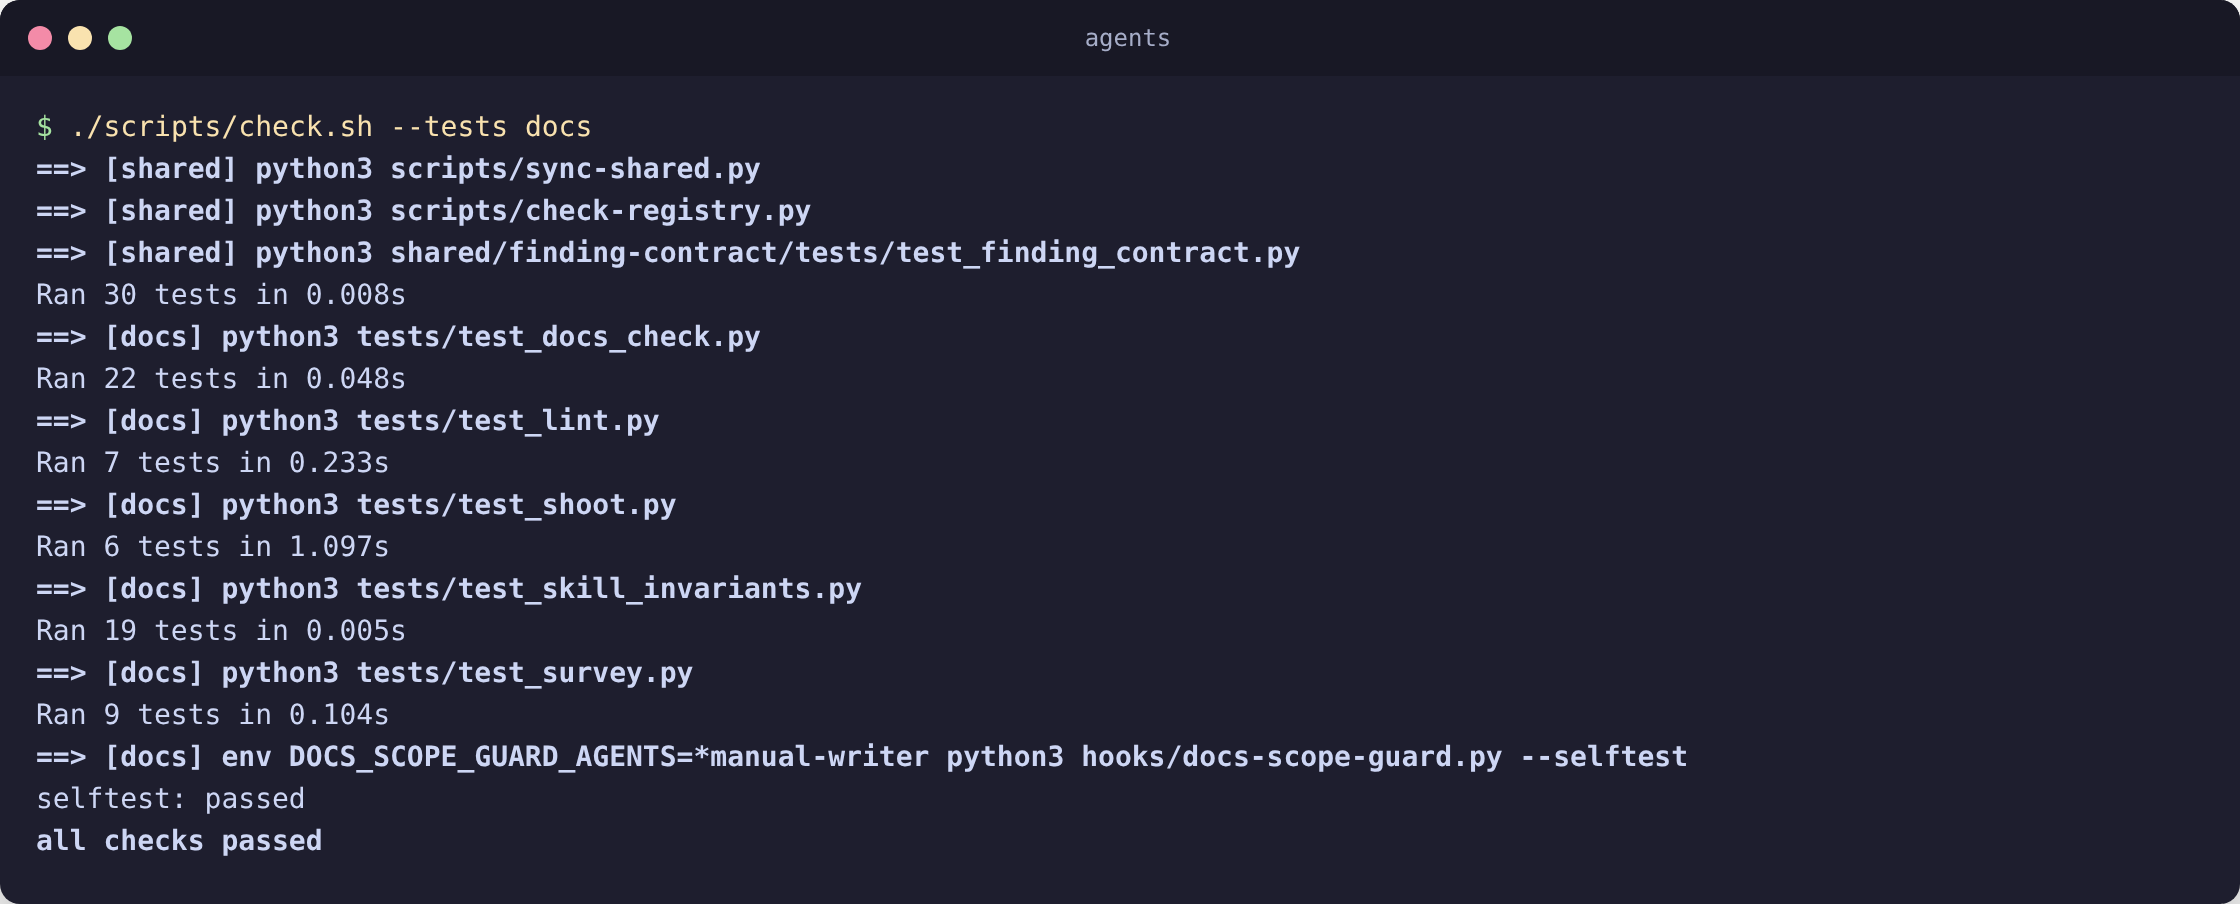 agents
$ ./scripts/check.sh --tests docs
==> [shared] python3 scripts/sync-shared.py
==> [shared] python3 scripts/check-registry.py
==> [shared] python3 shared/finding-contract/tests/test_finding_contract.py
Ran 30 tests in 0.008s
==> [docs] python3 tests/test_docs_check.py
Ran 22 tests in 0.048s
==> [docs] python3 tests/test_lint.py
Ran 7 tests in 0.233s
==> [docs] python3 tests/test_shoot.py
Ran 6 tests in 1.097s
==> [docs] python3 tests/test_skill_invariants.py
Ran 19 tests in 0.005s
==> [docs] python3 tests/test_survey.py
Ran 9 tests in 0.104s
==> [docs] env DOCS_SCOPE_GUARD_AGENTS=*manual-writer python3 hooks/docs-scope-guard.py --selftest
selftest: passed
all checks passed